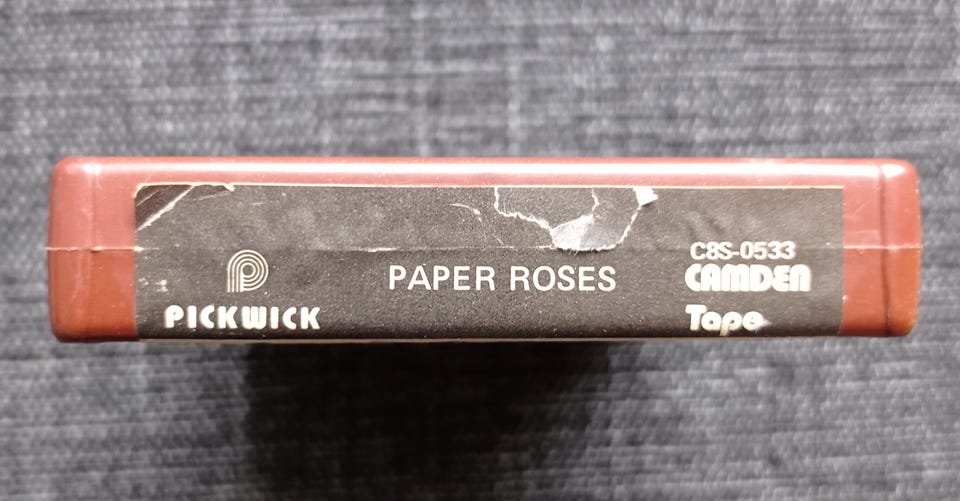 PICKWICK
PAPER ROSES
C8S-0533
CAMDEN
Tape